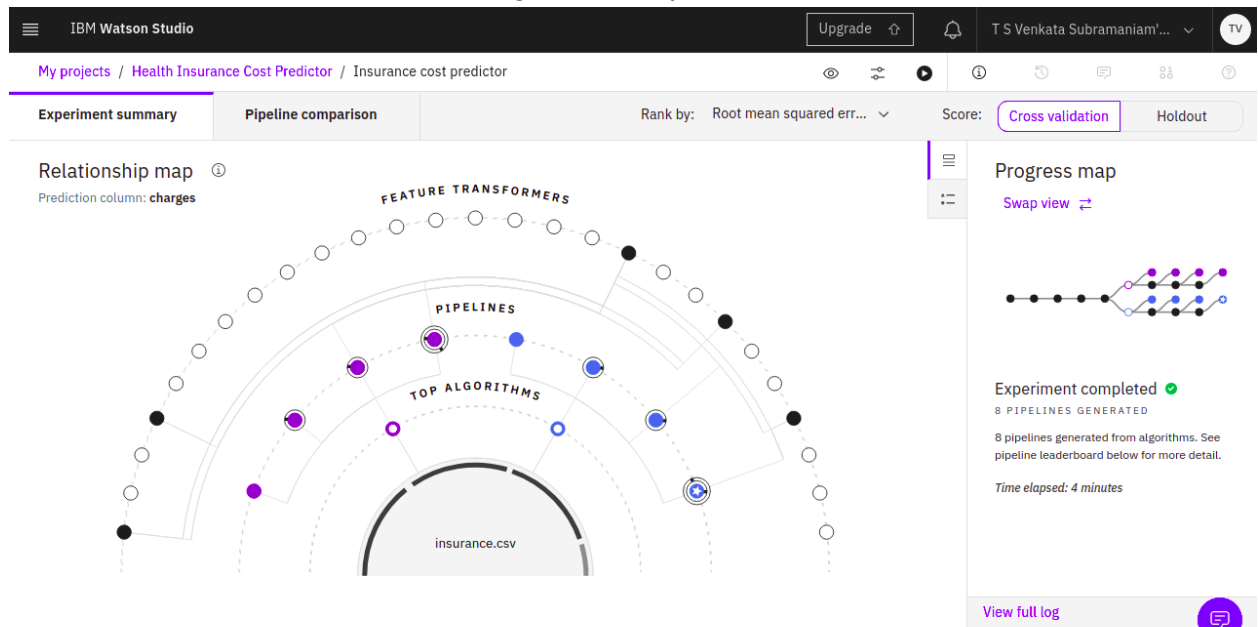 IBM Watson Studio
Upgrade
T S Venkata Subramaniam'...
TV
My projects / Health Insurance Cost Predictor / Insurance cost predictor
Experiment summary
Pipeline comparison
Rank by: Root mean squared err...
Score: Cross validation Holdout
Relationship map
Prediction column: charges
FEATURE TRANSFORMERS
PIPELINES
TOP ALGORITHMS
insurance.csv
Progress map
Swap view
Experiment completed
8 PIPELINES GENERATED
8 pipelines generated from algorithms. See
pipeline leaderboard below for more detail.
Time elapsed: 4 minutes
View full log